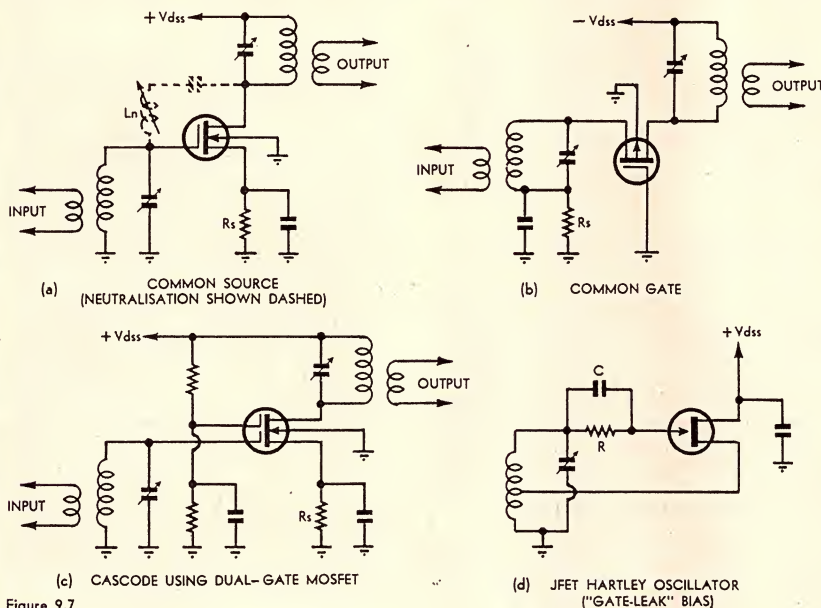 + Vdss
OUTPUT
Ln
INPUT
Rs
(a) COMMON SOURCE
(NEUTRALISATION SHOWN DASHED)
− Vdss
OUTPUT
INPUT
Rs
(b) COMMON GATE
+ Vdss
OUTPUT
INPUT
Rs
(c) CASCODE USING DUAL–GATE MOSFET
+ Vdss
C
R
(d) JFET HARTLEY OSCILLATOR
("GATE-LEAK" BIAS)
Figure 9.7